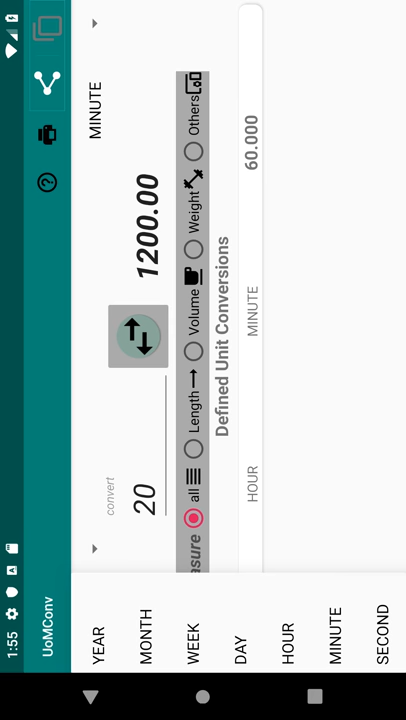 1:55
UoMConv
YEAR
MONTH
WEEK
DAY
HOUR
MINUTE
SECOND
MINUTE
convert
20
1200.00
asure all Length Volume Weight Others
Defined Unit Conversions
HOUR MINUTE 60.000